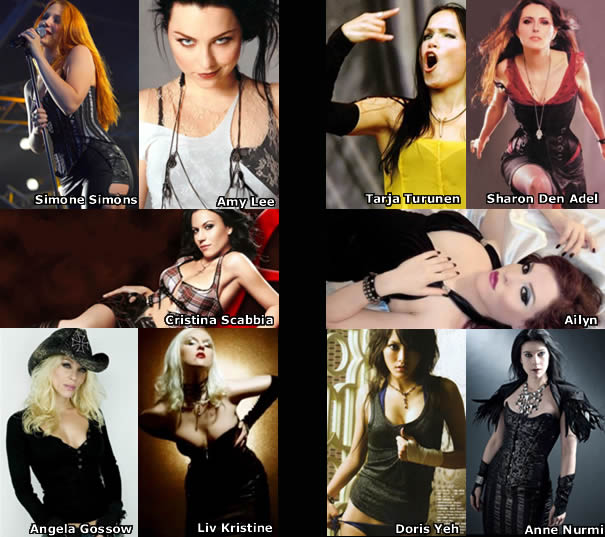 Simone Simons
Amy Lee
Tarja Turunen
Sharon Den Adel
Cristina Scabbia
Ailyn
Angela Gossow
Liv Kristine
Doris Yeh
Anne Nurmi